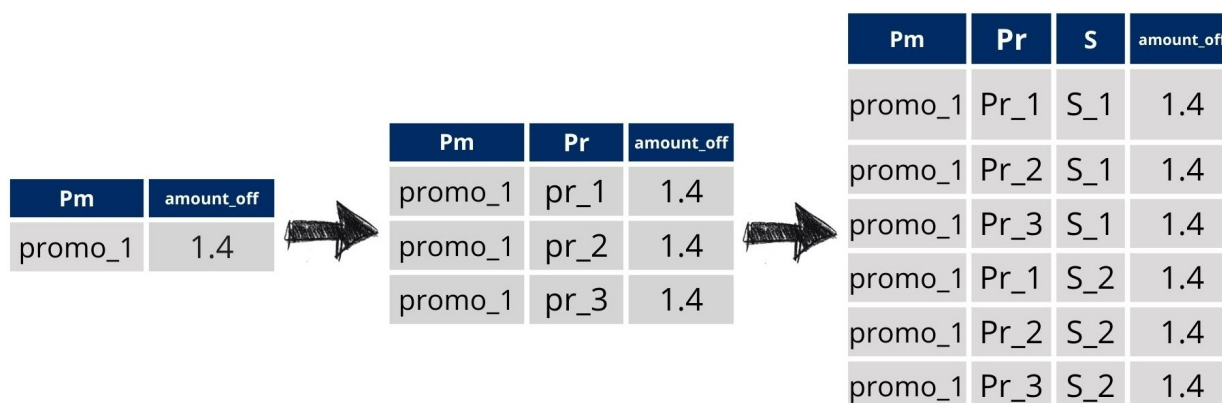 Pm amount_off
promo_1 1.4
Pm Pr amount_off
promo_1 pr_1 1.4
promo_1 pr_2 1.4
promo_1 pr_3 1.4
Pm Pr S amount_off
promo_1 Pr_1 S_1 1.4
promo_1 Pr_2 S_1 1.4
promo_1 Pr_3 S_1 1.4
promo_1 Pr_1 S_2 1.4
promo_1 Pr_2 S_2 1.4
promo_1 Pr_3 S_2 1.4